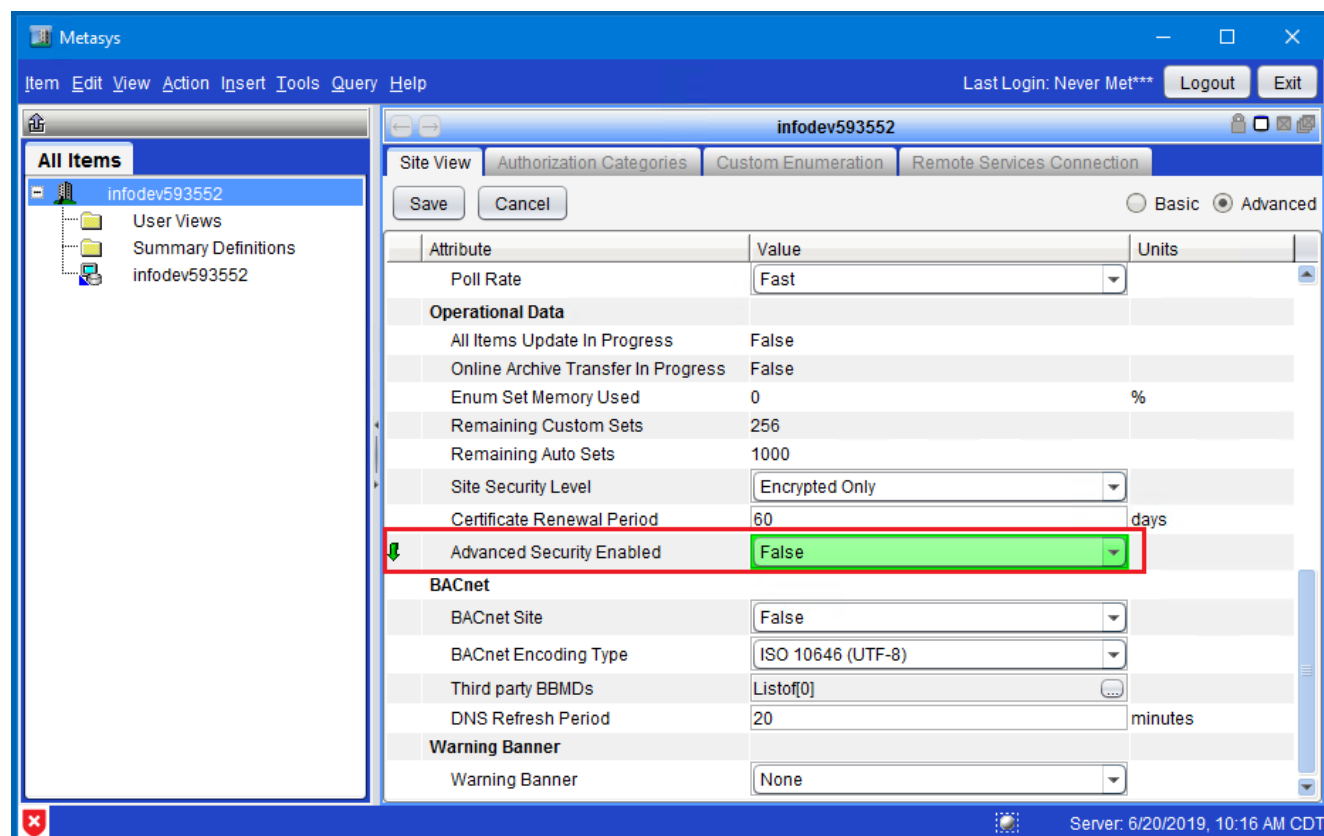 Metasys
Item Edit View Action Insert Tools Query Help Last Login: Never Met*** Logout Exit
All Items
infodev593552
User Views
Summary Definitions
infodev593552
infodev593552
Site View Authorization Categories Custom Enumeration Remote Services Connection
Save Cancel Basic Advanced
Attribute Value Units
Poll Rate Fast
Operational Data
All Items Update In Progress False
Online Archive Transfer In Progress False
Enum Set Memory Used 0 %
Remaining Custom Sets 256
Remaining Auto Sets 1000
Site Security Level Encrypted Only
Certificate Renewal Period 60 days
Advanced Security Enabled False
BACnet
BACnet Site False
BACnet Encoding Type ISO 10646 (UTF-8)
Third party BBMDs Listof[0] ...
DNS Refresh Period 20 minutes
Warning Banner
Warning Banner None
Server: 6/20/2019, 10:16 AM CDT